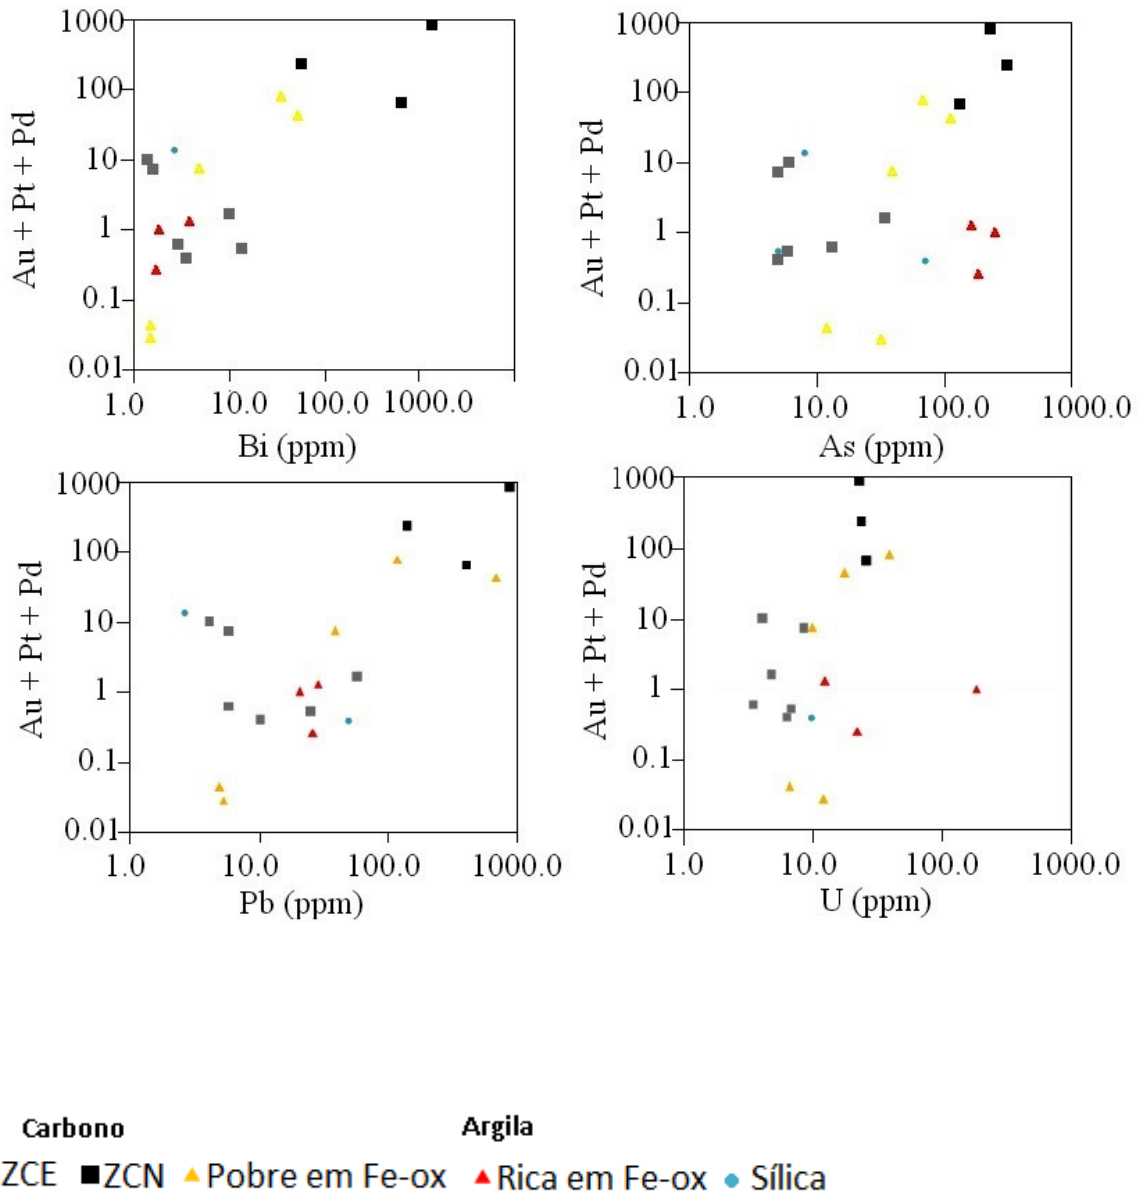 1000
100
10
1
0.1
0.01
Au + Pt + Pd
1.0 10.0 100.0 1000.0
Bi (ppm)
1000
100
10
1
0.1
0.01
Au + Pt + Pd
1.0 10.0 100.0 1000.0
As (ppm)
1000
100
10
1
0.1
0.01
Au + Pt + Pd
1.0 10.0 100.0 1000.0
Pb (ppm)
1000
100
10
1
0.1
0.01
Au + Pt + Pd
1.0 10.0 100.0 1000.0
U (ppm)
Carbono Argila
ZCE ZCN Pobre em Fe-ox Rica em Fe-ox Sílica